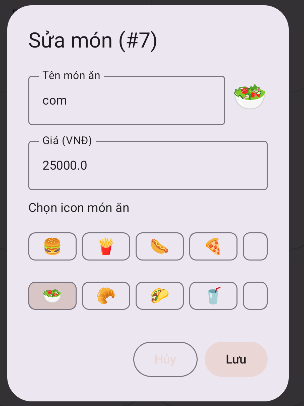 Sửa món (#7)
Tên món ăn
com
Giá (VNĐ)
25000.0
Chọn icon món ăn
Hủy
Lưu